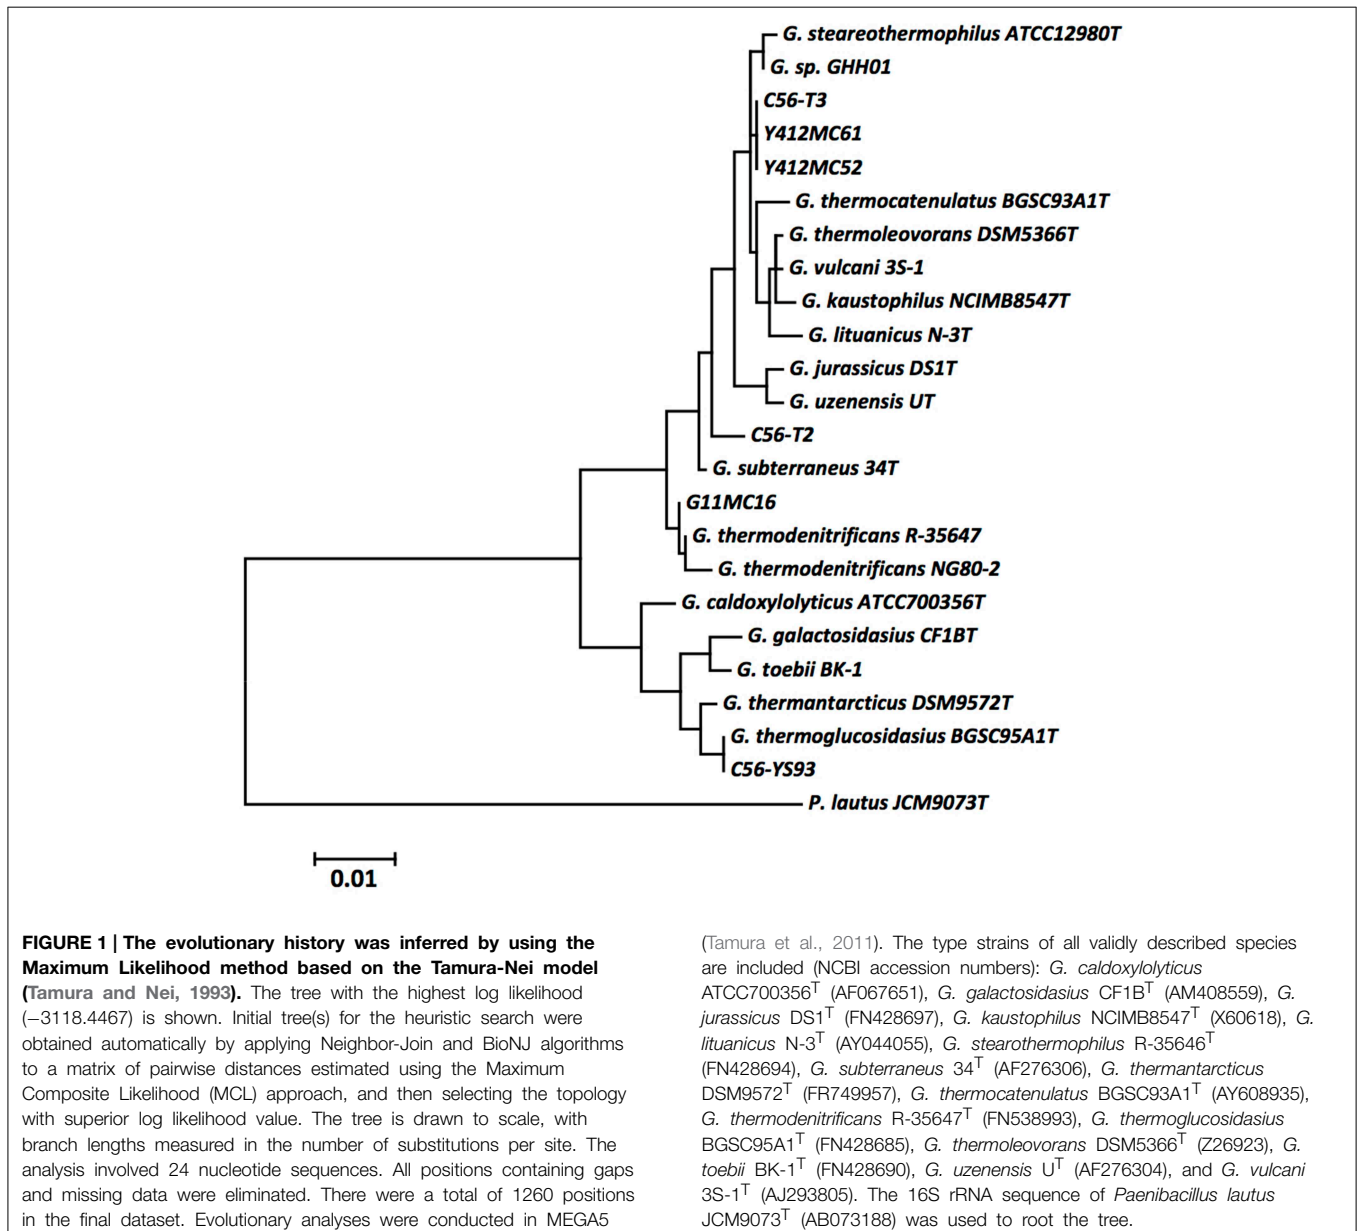 G. steareothermophilus ATCC12980T
G. sp. GHH01
C56-T3
Y412MC61
Y412MC52
G. thermocatenulatus BGSC93A1T
G. thermoleovorans DSM5366T
G. vulcani 3S-1
G. kaustophilus NCIMB8547T
G. lituanicus N-3T
G. jurassicus DS1T
G. uzenensis UT
C56-T2
G. subterraneus 34T
G11MC16
G. thermodenitrificans R-35647
G. thermodenitrificans NG80-2
G. caldoxylolyticus ATCC700356T
G. galactosidasius CF1BT
G. toebii BK-1
G. thermantarcticus DSM9572T
G. thermoglucosidasius BGSC95A1T
C56-YS93
P. lautus JCM9073T
0.01
FIGURE 1 | The evolutionary history was inferred by using the
Maximum Likelihood method based on the Tamura-Nei model
(Tamura and Nei, 1993). The tree with the highest log likelihood
(−3118.4467) is shown. Initial tree(s) for the heuristic search were
obtained automatically by applying Neighbor-Join and BioNJ algorithms
to a matrix of pairwise distances estimated using the Maximum
Composite Likelihood (MCL) approach, and then selecting the topology
with superior log likelihood value. The tree is drawn to scale, with
branch lengths measured in the number of substitutions per site. The
analysis involved 24 nucleotide sequences. All positions containing gaps
and missing data were eliminated. There were a total of 1260 positions
in the final dataset. Evolutionary analyses were conducted in MEGA5
(Tamura et al., 2011). The type strains of all validly described species
are included (NCBI accession numbers): G. caldoxylolyticus
ATCC700356T (AF067651), G. galactosidasius CF1BT (AM408559), G.
jurassicus DS1T (FN428697), G. kaustophilus NCIMB8547T (X60618), G.
lituanicus N-3T (AY044055), G. stearothermophilus R-35646T
(FN428694), G. subterraneus 34T (AF276306), G. thermantarcticus
DSM9572T (FR749957), G. thermocatenulatus BGSC93A1T (AY608935),
G. thermodenitrificans R-35647T (FN538993), G. thermoglucosidasius
BGSC95A1T (FN428685), G. thermoleovorans DSM5366T (Z26923), G.
toebii BK-1T (FN428690), G. uzenensis UT (AF276304), and G. vulcani
3S-1T (AJ293805). The 16S rRNA sequence of Paenibacillus lautus
JCM9073T (AB073188) was used to root the tree.